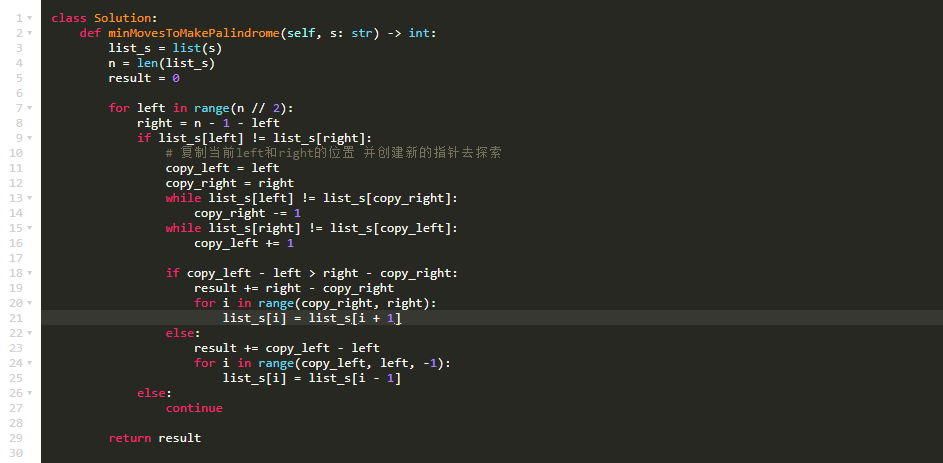 1 class Solution:
2     def minMovesToMakePalindrome(self, s: str) -> int:
3         list_s = list(s)
4         n = len(list_s)
5         result = 0
6
7         for left in range(n // 2):
8             right = n - 1 - left
9             if list_s[left] != list_s[right]:
10                 # 复制当前left和right的位置 并创建新的指针去探索
11                 copy_left = left
12                 copy_right = right
13                 while list_s[left] != list_s[copy_right]:
14                     copy_right -= 1
15                 while list_s[right] != list_s[copy_left]:
16                     copy_left += 1
17
18                 if copy_left - left > right - copy_right:
19                     result += right - copy_right
20                     for i in range(copy_right, right):
21                         list_s[i] = list_s[i + 1]
22                 else:
23                     result += copy_left - left
24                     for i in range(copy_left, left, -1):
25                         list_s[i] = list_s[i - 1]
26             else:
27                 continue
28
29         return result
30